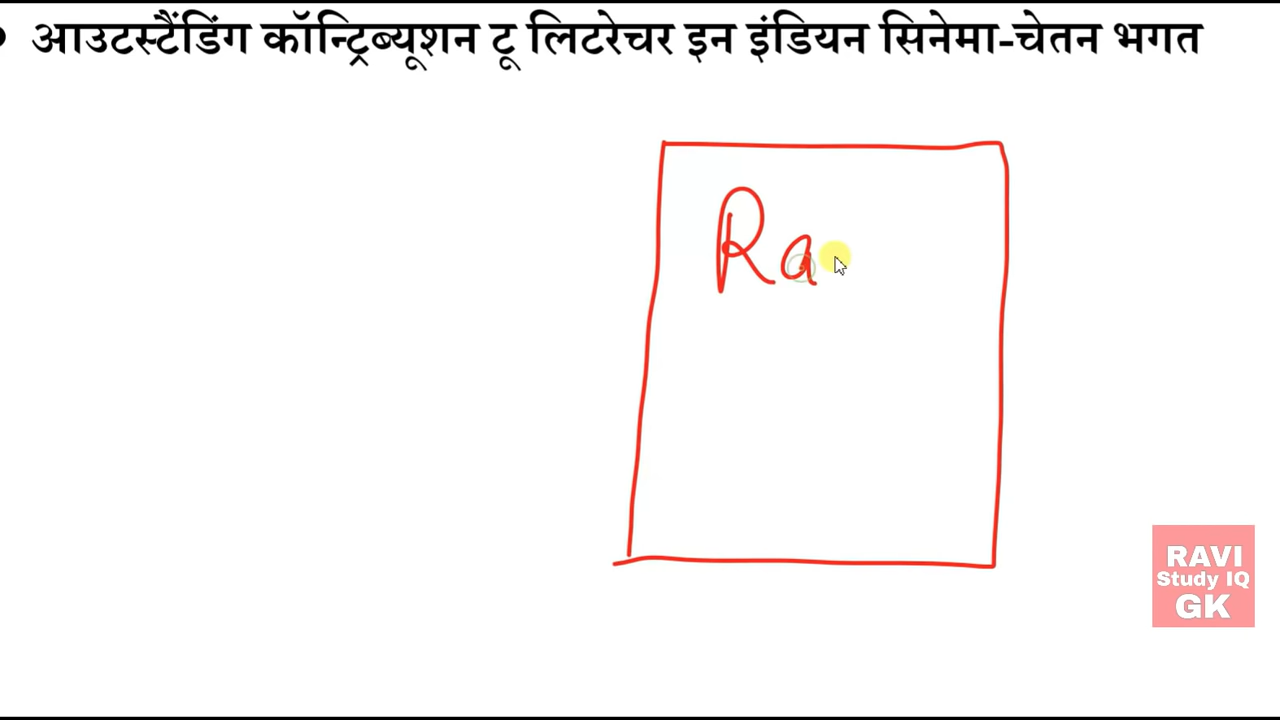 आउटस्टैंडिंग कॉन्ट्रिब्यूशन टू लिटरेचर इन इंडियन सिनेमा-चेतन भगत
Ra
RAVI
Study IQ
GK